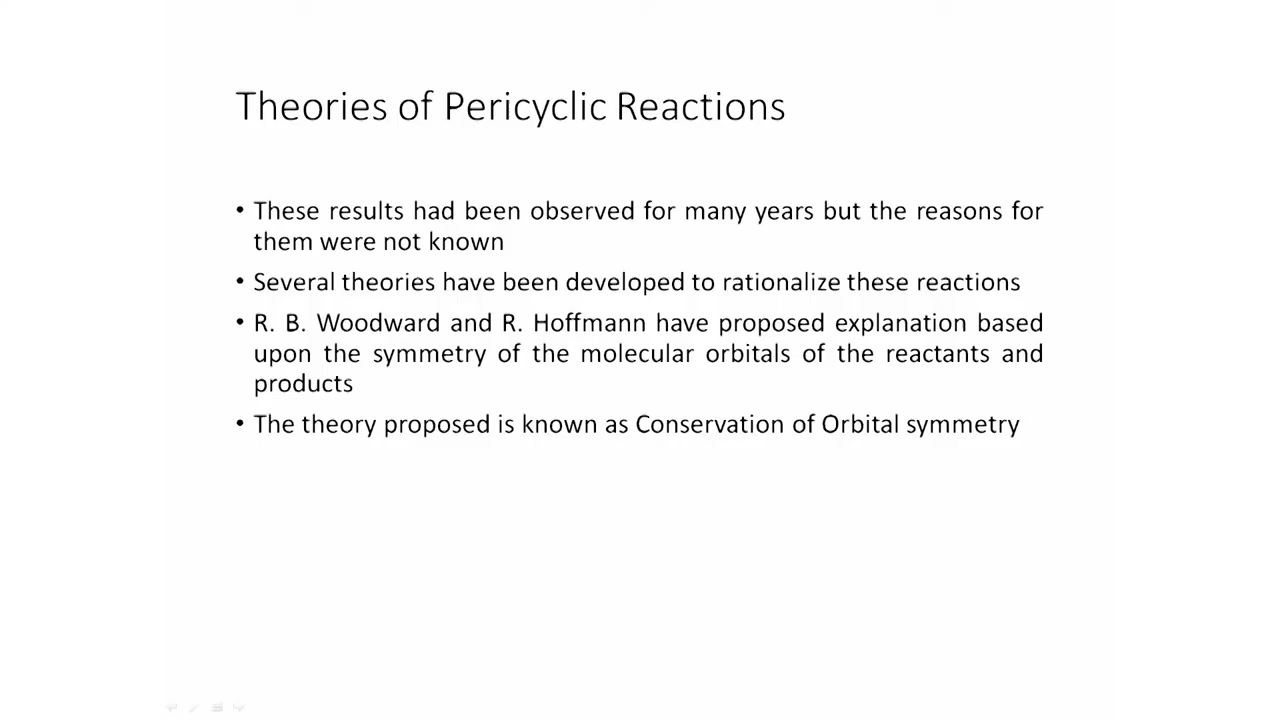 Theories of Pericyclic Reactions
• These results had been observed for many years but the reasons for
them were not known
• Several theories have been developed to rationalize these reactions
• R. B. Woodward and R. Hoffmann have proposed explanation based
upon the symmetry of the molecular orbitals of the reactants and
products
• The theory proposed is known as Conservation of Orbital symmetry